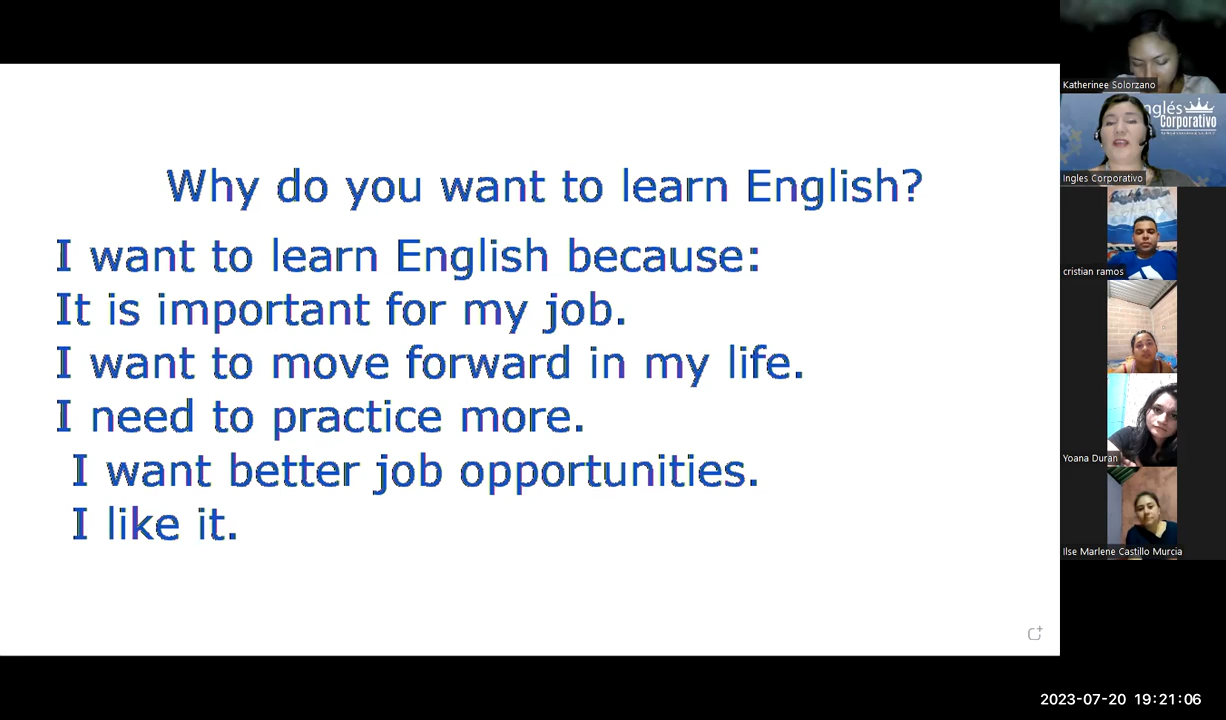 Why do you want to learn English?
I want to learn English because:
It is important for my job.
I want to move forward in my life.
I need to practice more.
I want better job opportunities.
I like it.
Katherinee Solorzano
nglés
Corporativo
Ingles Corporativo
cristian ramos
Yoana Duran
Ilse Marlene Castillo Murcia
2023-07-20 19:21:06